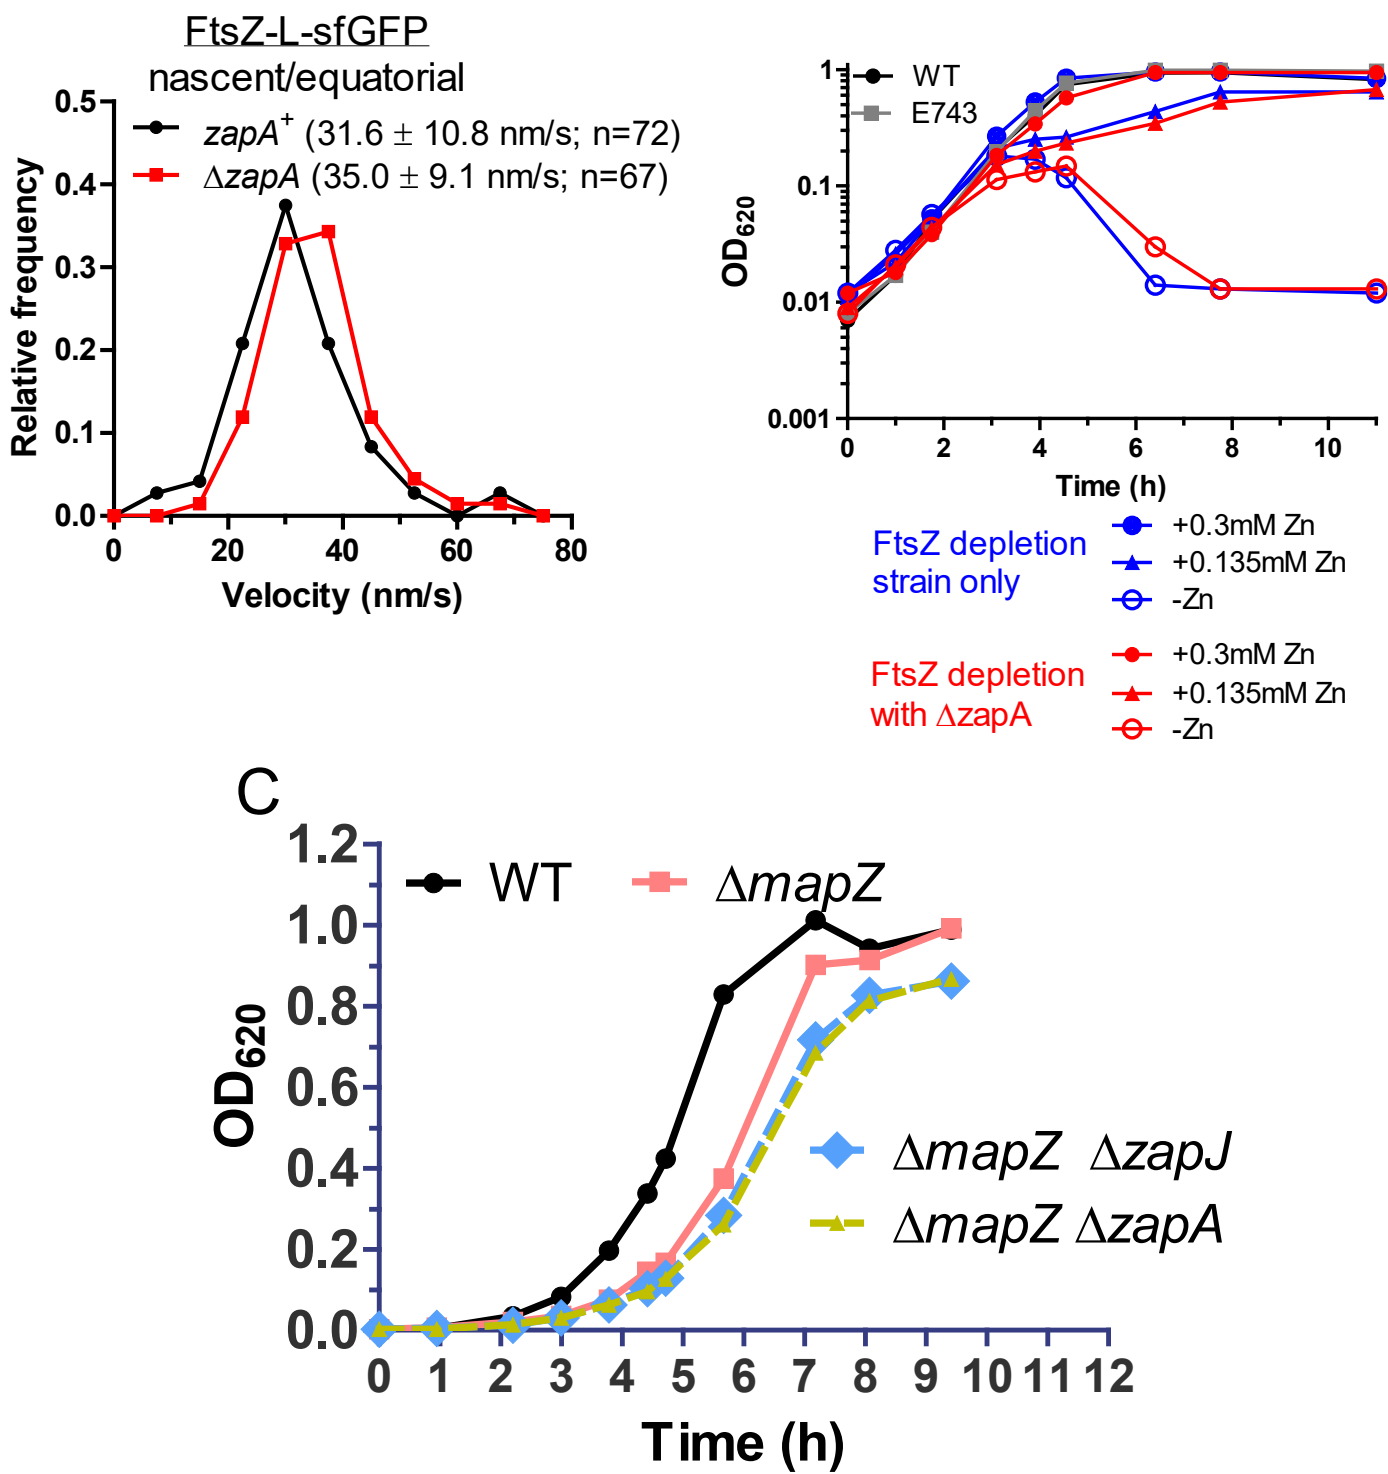 FtsZ-L-sfGFP
nascent/equatorial
zapA+ (31.6 ± 10.8 nm/s; n=72)
ΔzapA (35.0 ± 9.1 nm/s; n=67)
Relative frequency
0.5
0.4
0.3
0.2
0.1
0.0
0 20 40 60 80
Velocity (nm/s)
WT
E743
OD620
1
0.1
0.01
0.001
0 2 4 6 8 10
Time (h)
FtsZ depletion
strain only
+0.3mM Zn
+0.135mM Zn
-Zn
FtsZ depletion
with ΔzapA
+0.3mM Zn
+0.135mM Zn
-Zn
C
WT
ΔmapZ
OD620
1.2
1.0
0.8
0.6
0.4
0.2
0.0
ΔmapZ ΔzapJ
ΔmapZ ΔzapA
0 1 2 3 4 5 6 7 8 9 10 11 12
Time (h)